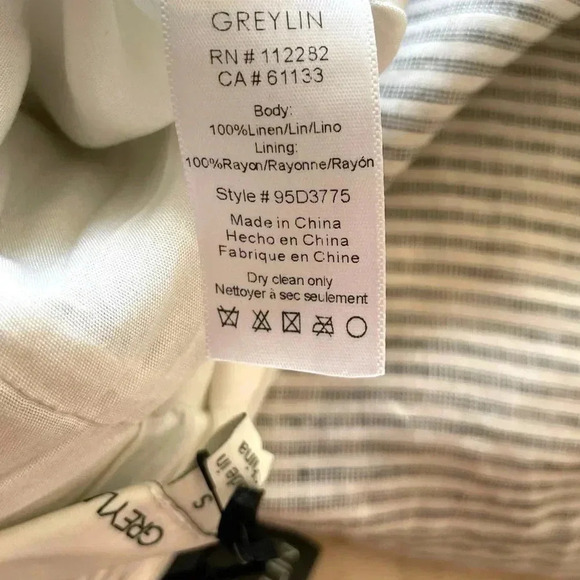 GREYLIN
RN # 112282
CA # 61133
Body:
100%Linen/Lin/Lino
Lining:
100%Rayon/Rayonne/Rayón
Style # 95D3775
Made in China
Hecho en China
Fabrique en Chine
Dry clean only
Nettoyer à sec seulement
S